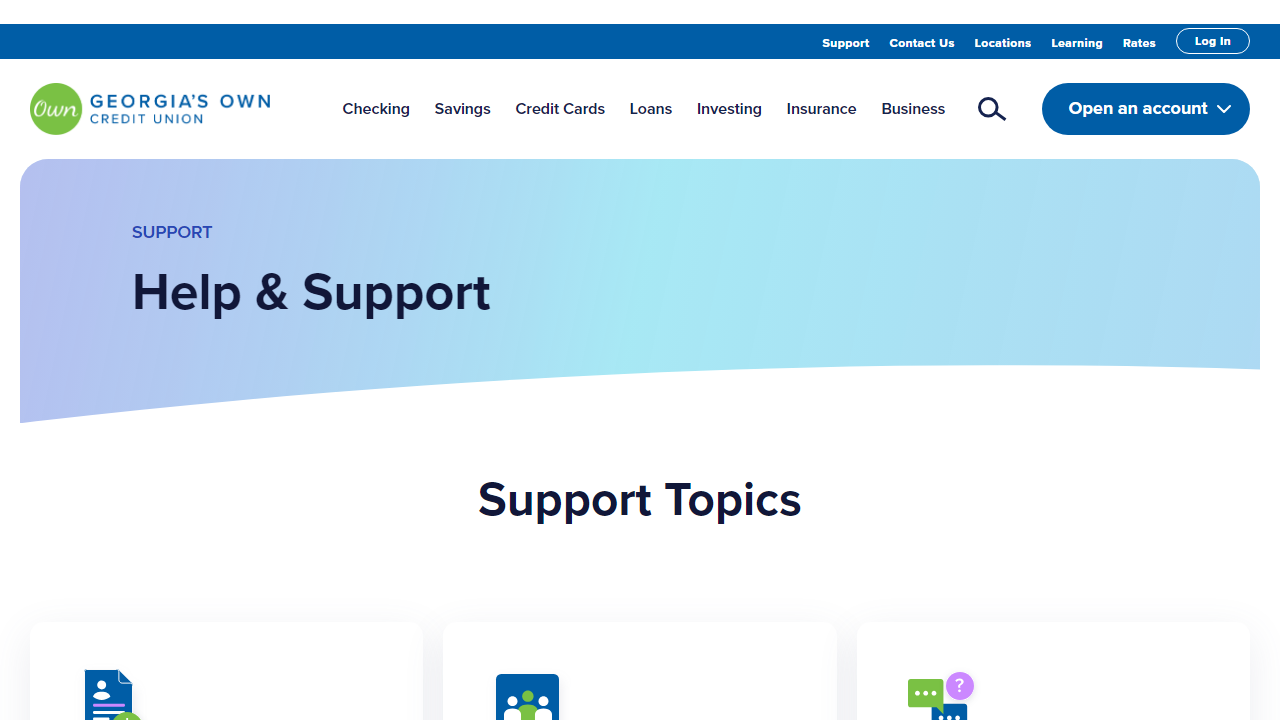 Support Contact Us Locations Learning Rates Log In
Own GEORGIA'S OWN
CREDIT UNION
Checking Savings Credit Cards Loans Investing Insurance Business Open an account
SUPPORT
Help & Support
Support Topics
?